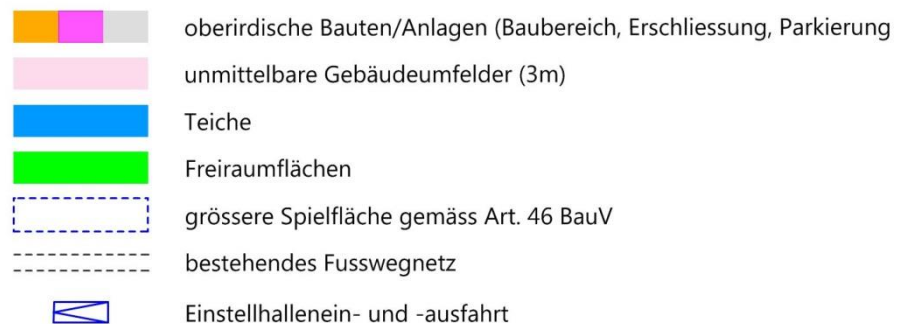 oberirdische Bauten/Anlagen (Baubereich, Erschliessung, Parkierung
unmittelbare Gebäudeumfelder (3m)
Teiche
Freiraumflächen
grössere Spielfläche gemäss Art. 46 BauV
bestehendes Fusswegnetz
Einstellhallenein- und -ausfahrt